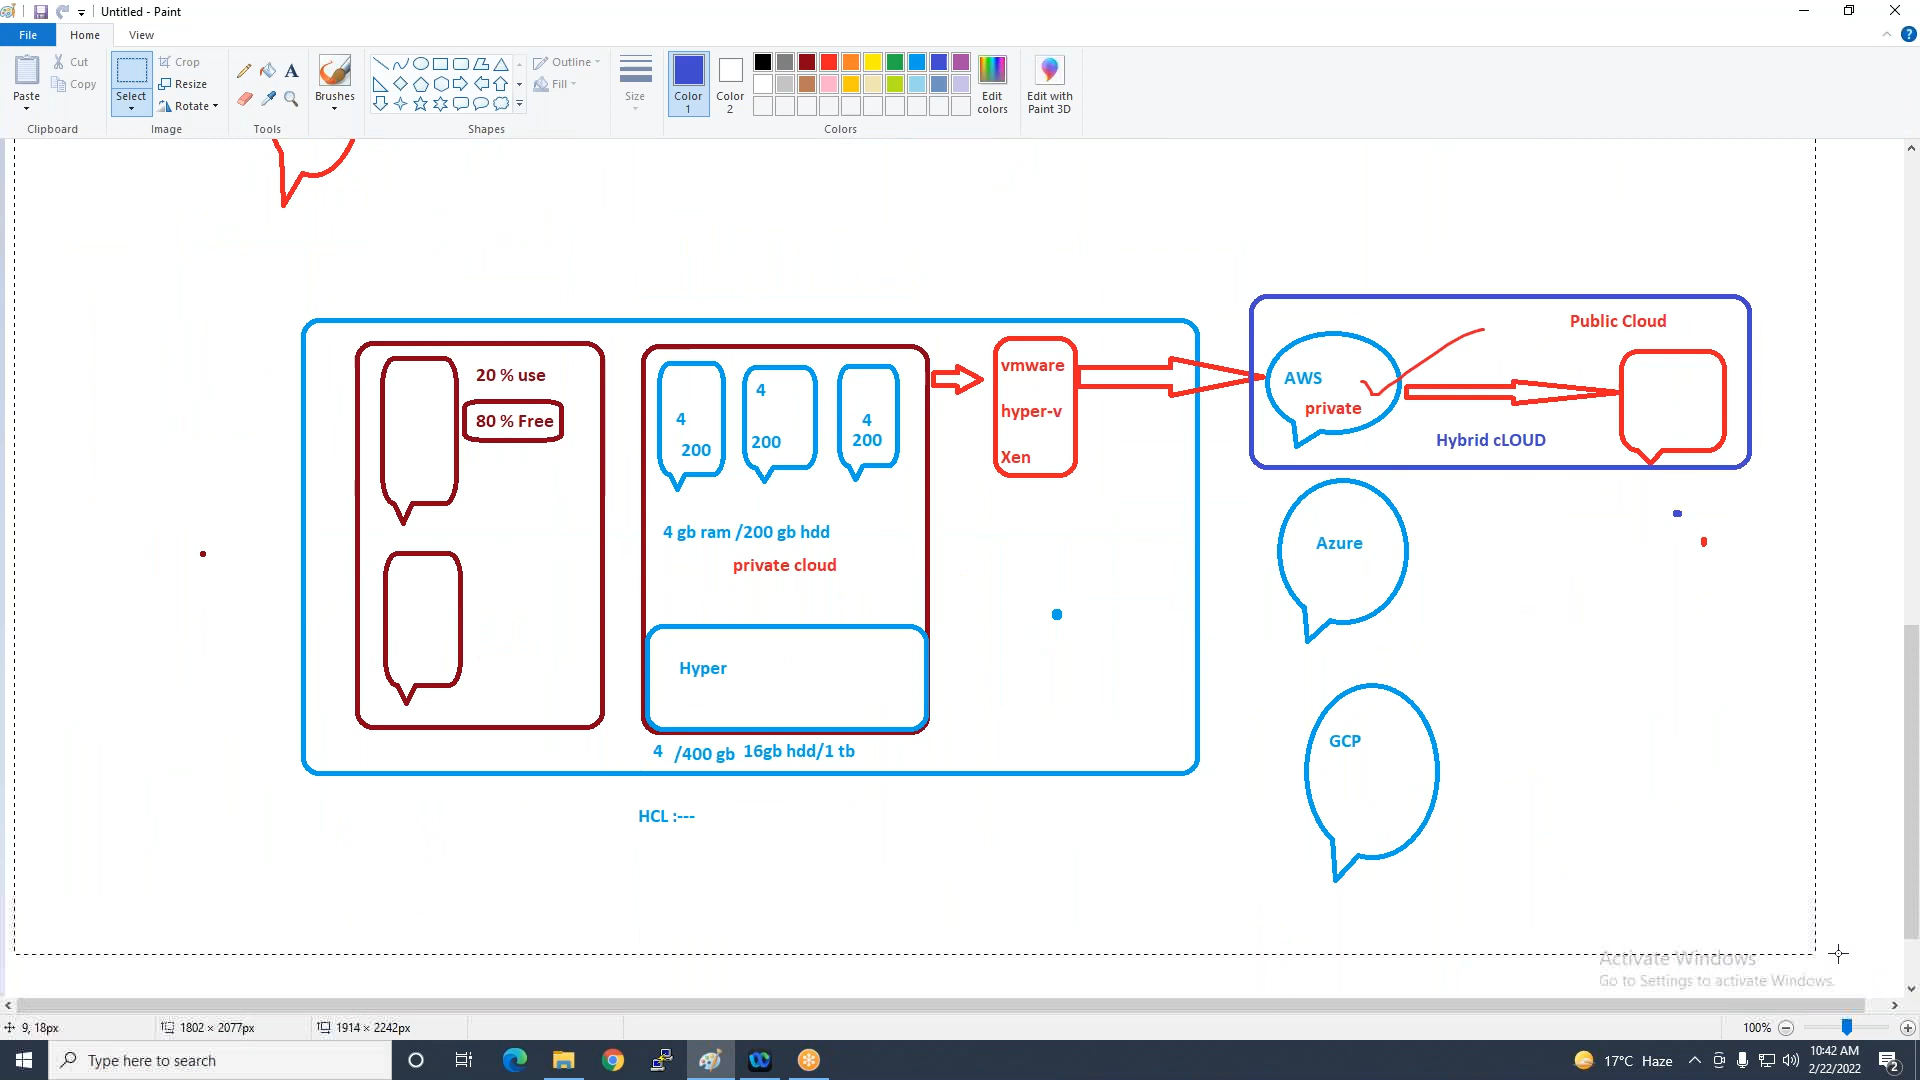 Untitled - Paint
File
Home
View
Paste
Cut
Copy
Clipboard
Select
Crop
Resize
Rotate
Image
Tools
Brushes
Shapes
Outline
Fill
Size
Color 1
Color 2
Colors
Edit colors
Edit with Paint 3D
20 % use
80 % Free
4
200
4
200
4
200
4 gb ram /200 gb hdd
private cloud
Hyper
4 /400 gb 16gb hdd/1 tb
HCL :---
vmware
hyper-v
Xen
AWS
private
Public Cloud
Hybrid cLOUD
Azure
GCP
Activate Windows
Go to Settings to activate Windows.
9, 18px
1802 × 2077px
1914 × 2242px
100%
Type here to search
17°C Haze
10:42 AM
2/22/2022
2